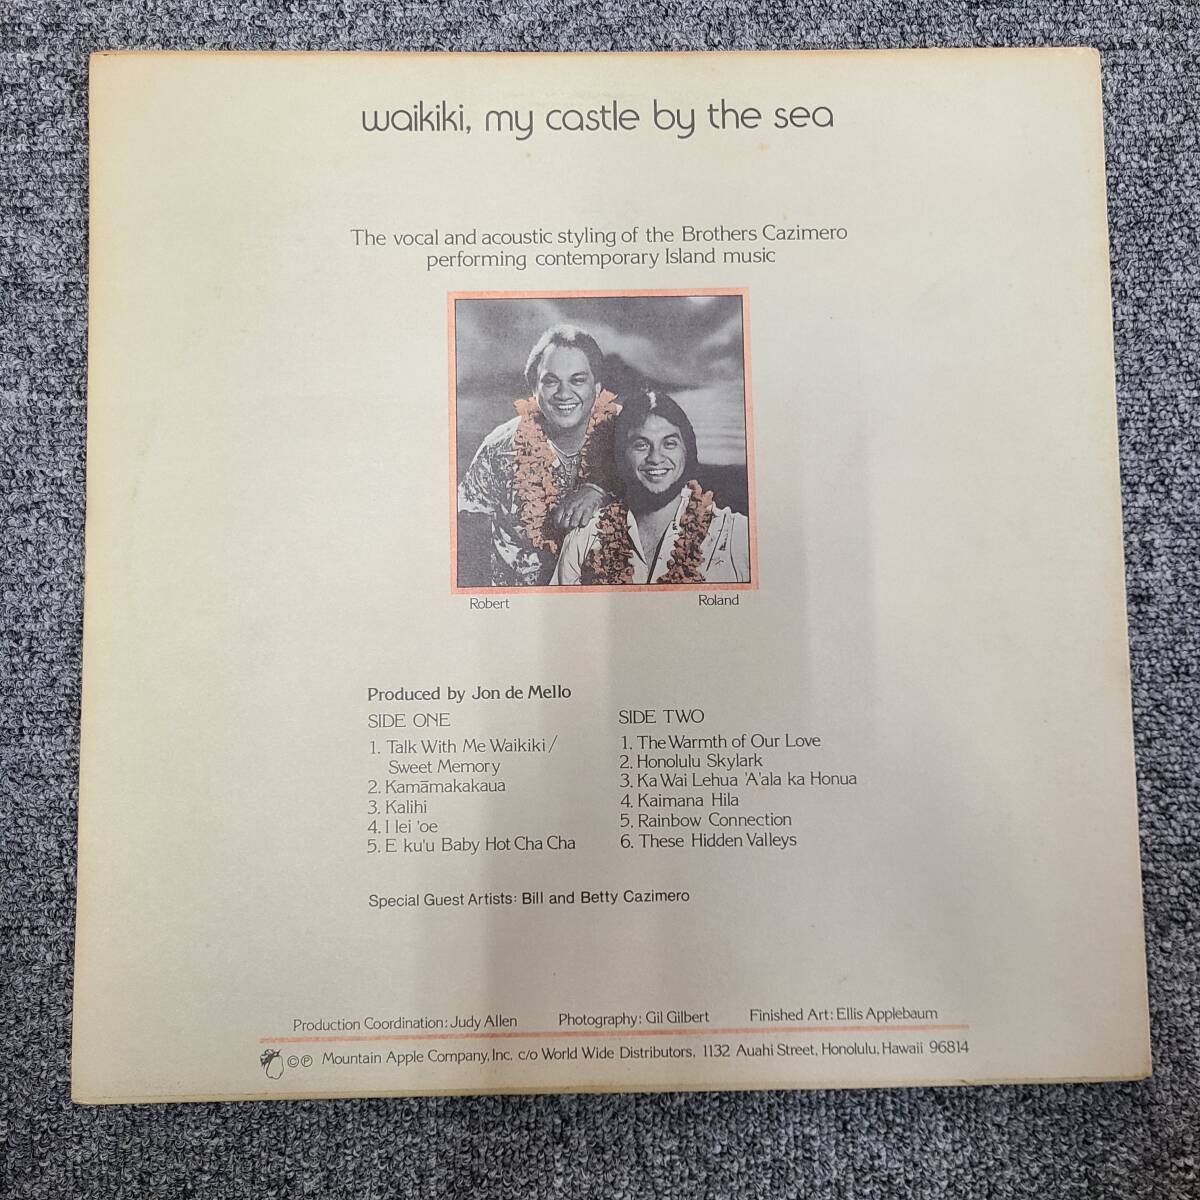 waikiki, my castle by the sea
The vocal and acoustic styling of the Brothers Cazimero
performing contemporary Island music
Robert
Roland
Produced by Jon de Mello
SIDE ONE
1. Talk With Me Waikiki/
Sweet Memory
2. Kamāmakakaua
3. Kalihi
4. I lei 'oe
5. E ku'u Baby Hot Cha Cha
SIDE TWO
1. The Warmth of Our Love
2. Honolulu Skylark
3. Ka Wai Lehua 'A'ala ka Honua
4. Kaimana Hila
5. Rainbow Connection
6. These Hidden Valleys
Special Guest Artists: Bill and Betty Cazimero
Production Coordination: Judy Allen Photography: Gil Gilbert Finished Art: Ellis Applebaum
©℗ Mountain Apple Company, Inc. c/o World Wide Distributors, 1132 Auahi Street, Honolulu, Hawaii 96814